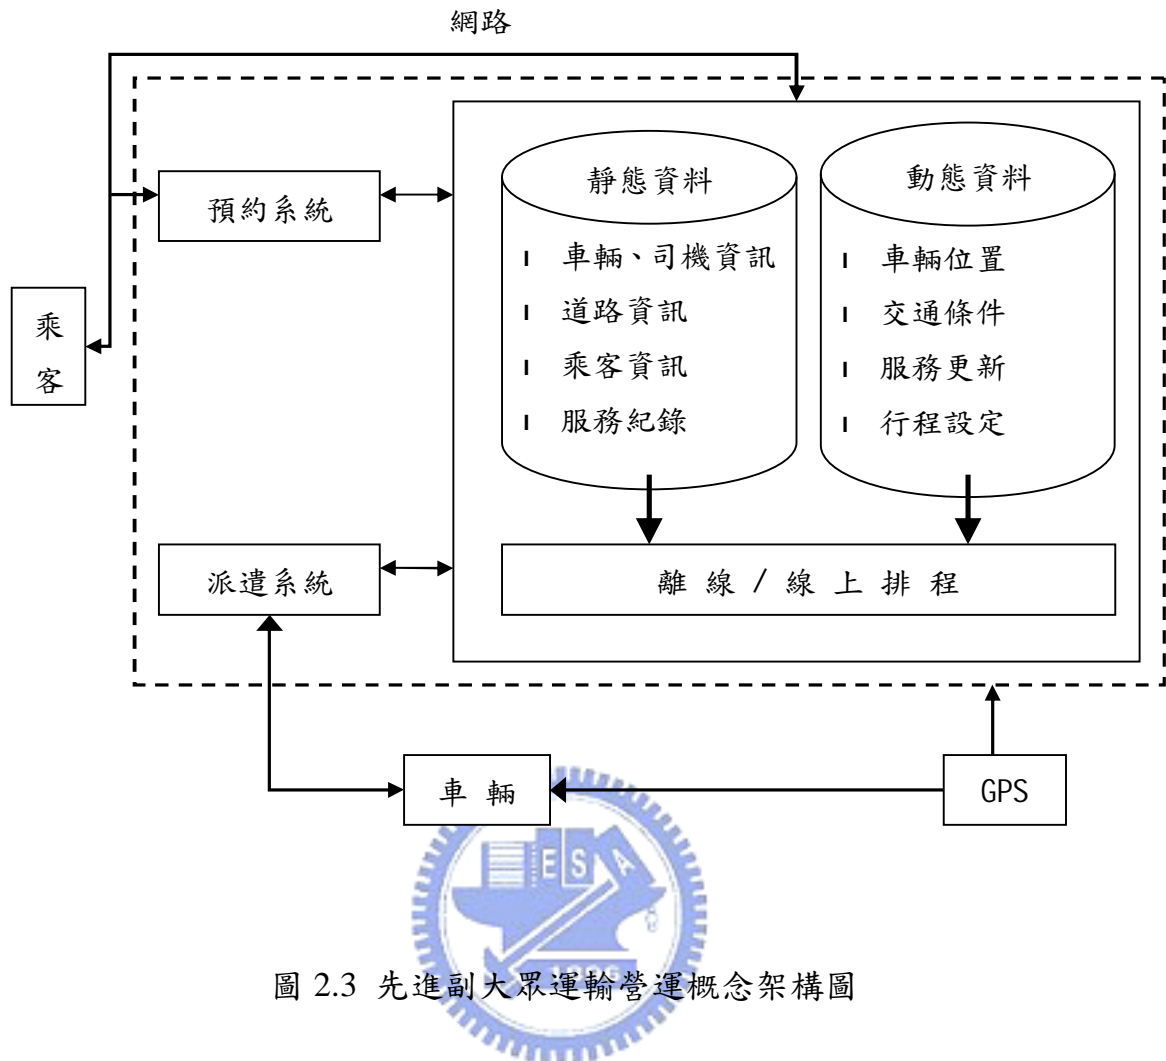 網路
預約系統
靜態資料
車輛、司機資訊
道路資訊
乘客資訊
服務紀錄
動態資料
車輛位置
交通條件
服務更新
行程設定
乘
客
派遣系統
離線/線上排程
車輛
GPS
ESA
1896
圖 2.3 先進副大眾運輸營運概念架構圖